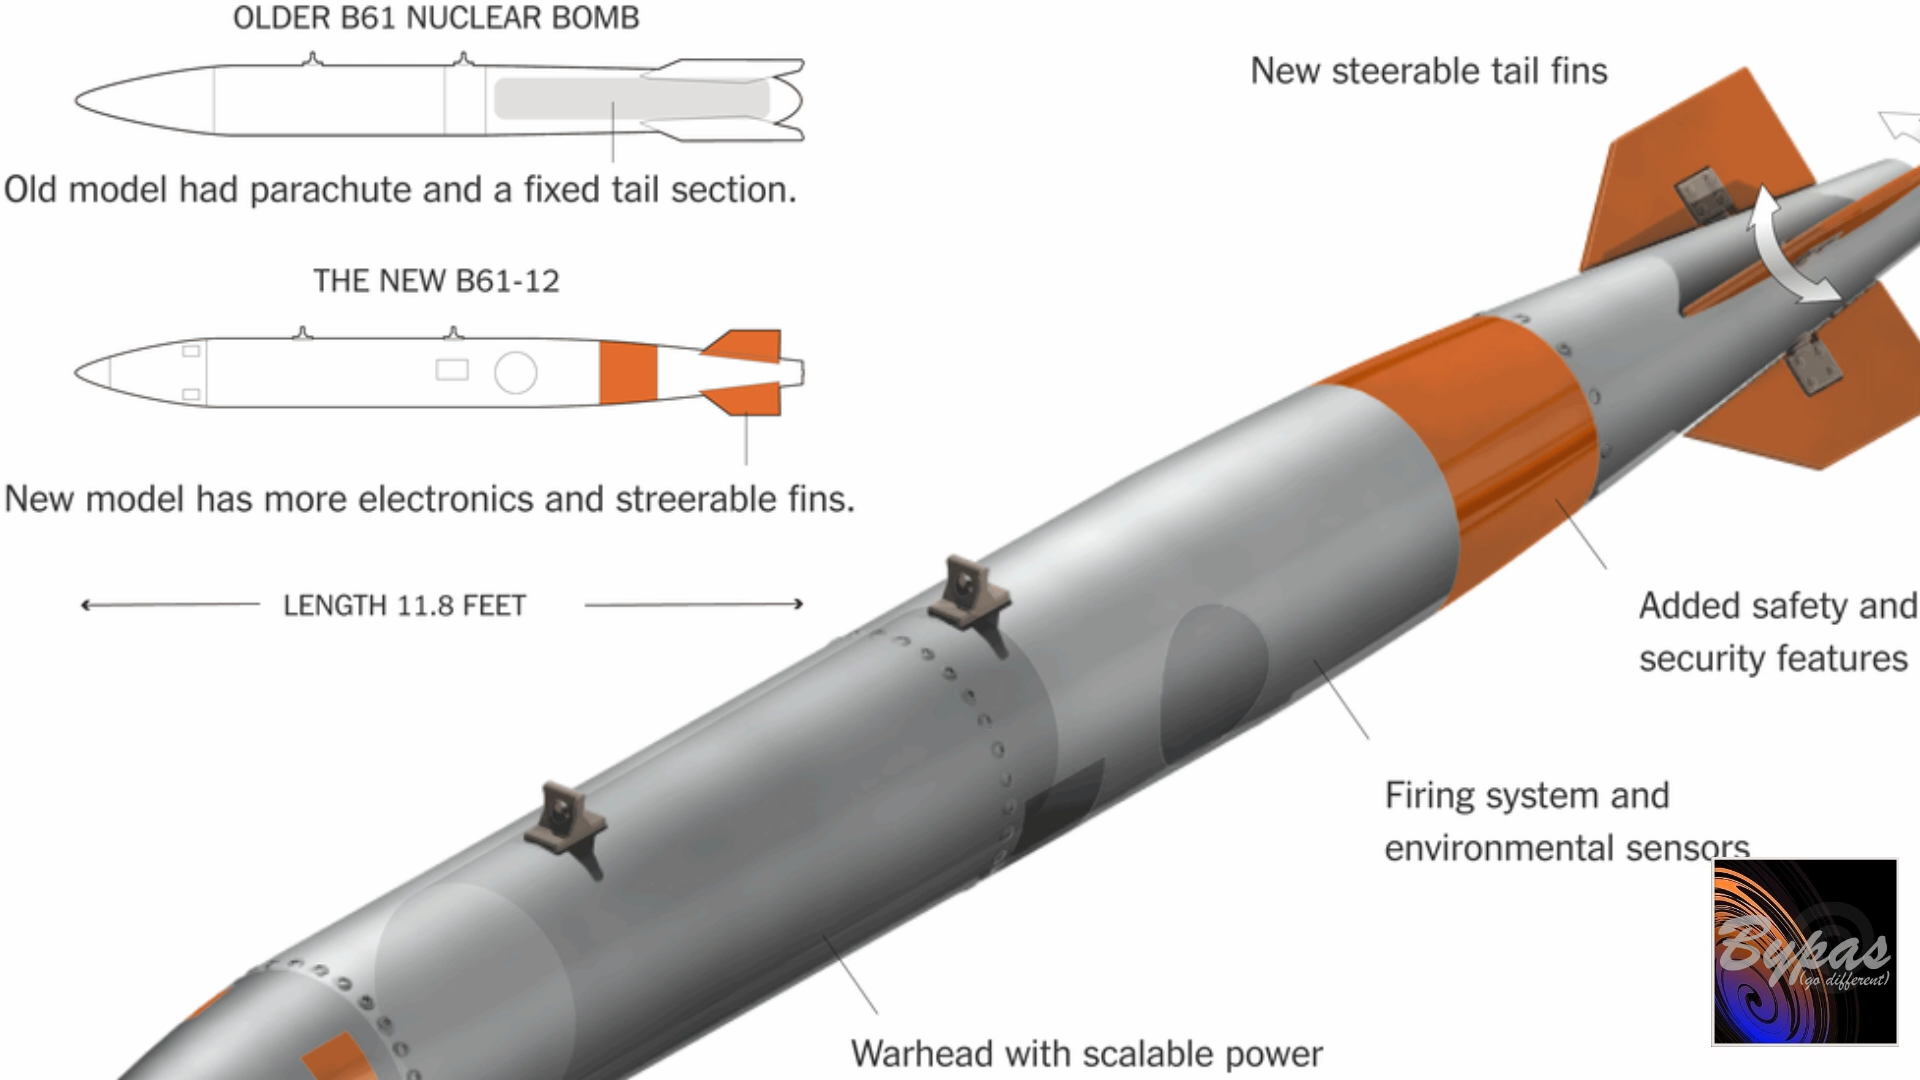 OLDER B61 NUCLEAR BOMB
Old model had parachute and a fixed tail section.
THE NEW B61-12
New model has more electronics and streerable fins.
LENGTH 11.8 FEET
New steerable tail fins
Added safety and
security features
Firing system and
environmental sensors
Warhead with scalable power
Bypas
(go different)